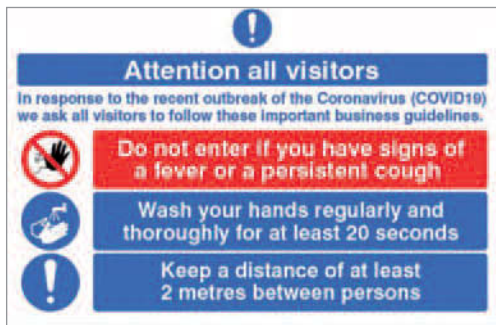 Attention all visitors
In response to the recent outbreak of the Coronavirus (COVID19)
we ask all visitors to follow these important business guidelines.
Do not enter if you have signs of
a fever or a persistent cough
Wash your hands regularly and
thoroughly for at least 20 seconds
Keep a distance of at least
2 metres between persons